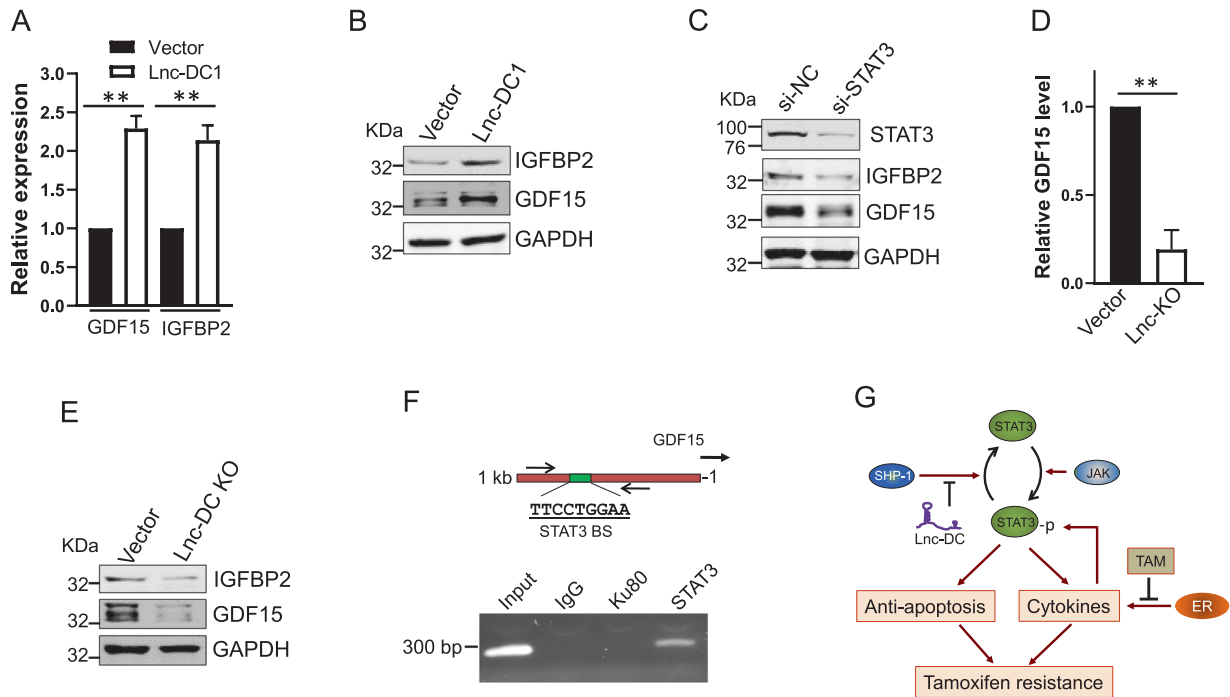 A
Vector
Lnc-DC1
Relative expression
3.0
2.5
2.0
1.5
1.0
0.5
0.0
**
**
GDF15
IGFBP2
B
KDa
Vector
Lnc-DC1
32
IGFBP2
32
GDF15
32
GAPDH
C
KDa
si-NC
si-STAT3
100
76
STAT3
32
IGFBP2
32
GDF15
32
GAPDH
D
Relative GDF15 level
1.0
0.5
0.0
**
Vector
Lnc-KO
E
KDa
Vector
Lnc-DC KO
32
IGFBP2
32
GDF15
32
GAPDH
F
GDF15
1 kb
-1
TTCCTGGAA
STAT3 BS
Input
IgG
Ku80
STAT3
300 bp
G
STAT3
SHP-1
JAK
Lnc-DC
STAT3
-p
TAM
Anti-apoptosis
Cytokines
ER
Tamoxifen resistance